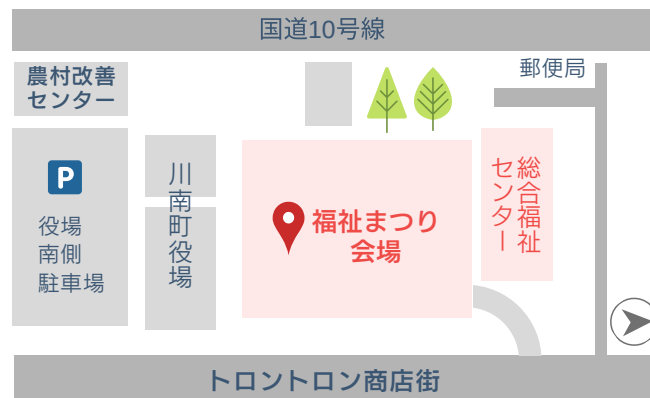 国道10号線
農村改善
センター
郵便局
P
役場
南側
駐車場
川南町役場
福祉まつり
会場
総合福祉
センター
トロントロン商店街